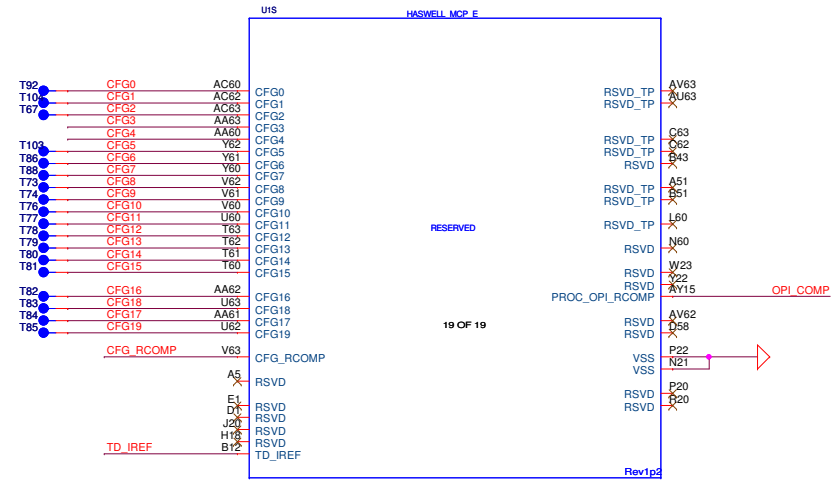 U1S
HASWELL_MCP_E
T92 CFG0 AC60 CFG0 RSVD_TP AV63
T104 CFG1 AC62 CFG1 RSVD_TP AU63
T67 CFG2 AC63 CFG2
CFG3 AA63 CFG3
CFG4 AA60 CFG4 RSVD_TP C63
T103 CFG5 Y62 CFG5 RSVD_TP C62
T86 CFG6 Y61 CFG6 RSVD B43
T88 CFG7 Y60 CFG7
T73 CFG8 V62 CFG8 RSVD_TP A51
T74 CFG9 V61 CFG9 RSVD_TP B51
T76 CFG10 V60 CFG10
T77 CFG11 U60 CFG11 RSVD_TP L60
RESERVED
T78 CFG12 T63 CFG12
T79 CFG13 T62 CFG13 RSVD N60
T80 CFG14 T61 CFG14
T81 CFG15 T60 CFG15 RSVD W23
RSVD Y22
T82 CFG16 AA62 CFG16 PROC_OPI_RCOMP AY15 OPI_COMP
T83 CFG18 U63 CFG18
T84 CFG17 AA61 CFG17 RSVD AV62
T85 CFG19 U62 CFG19 RSVD D58
19 OF 19
CFG_RCOMP V63 CFG_RCOMP VSS P22
VSS N21
A5 RSVD
RSVD P20
E1 RSVD RSVD R20
D1 RSVD
J20 RSVD
H18 RSVD
TD_IREF B12 TD_IREF
Rev1p2